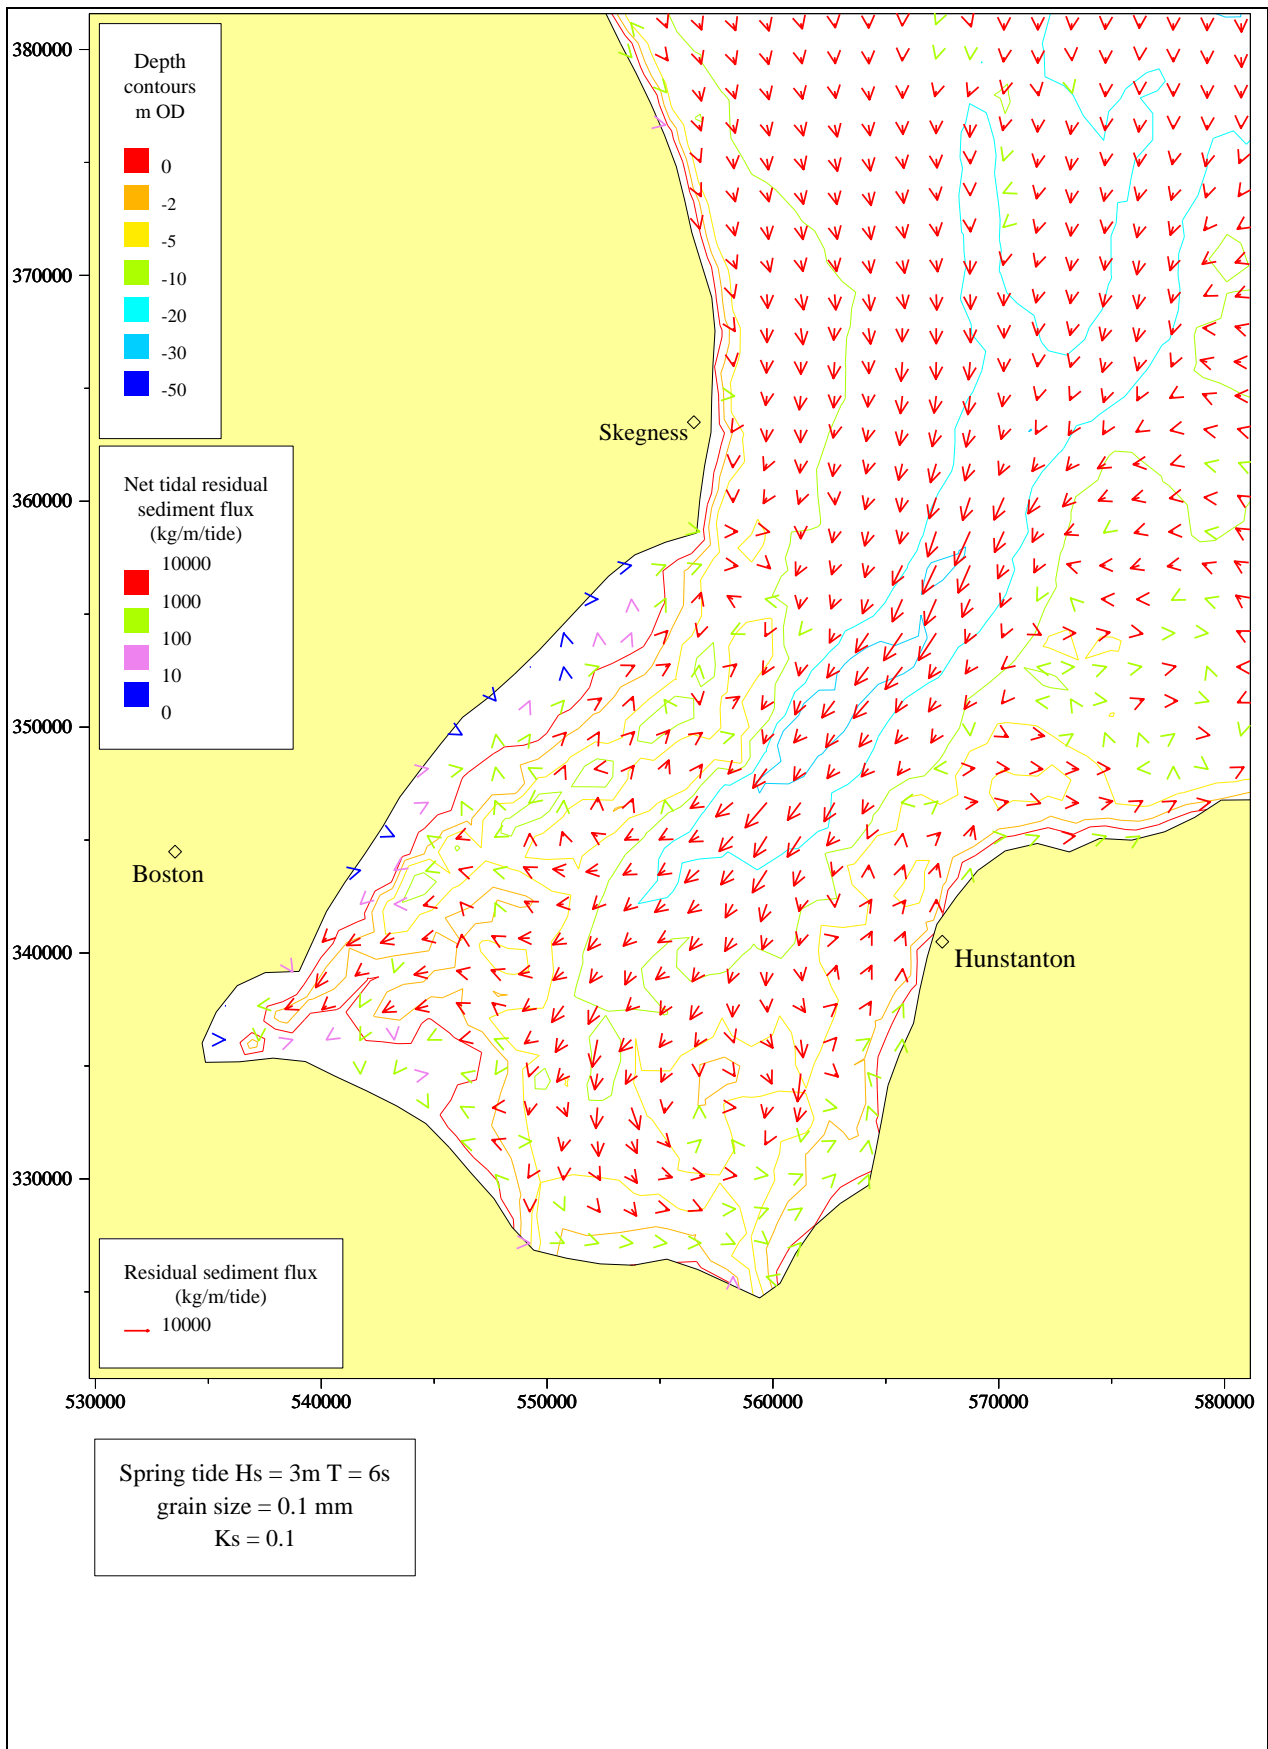 380000
370000
360000
350000
340000
330000
Depth
contours
m OD
0
-2
-5
-10
-20
-30
-50
Net tidal residual
sediment flux
(kg/m/tide)
10000
1000
100
10
0
Skegness
Boston
Hunstanton
Residual sediment flux
(kg/m/tide)
10000
530000
540000
550000
560000
570000
580000
Spring tide Hs = 3m T = 6s
grain size = 0.1 mm
Ks = 0.1